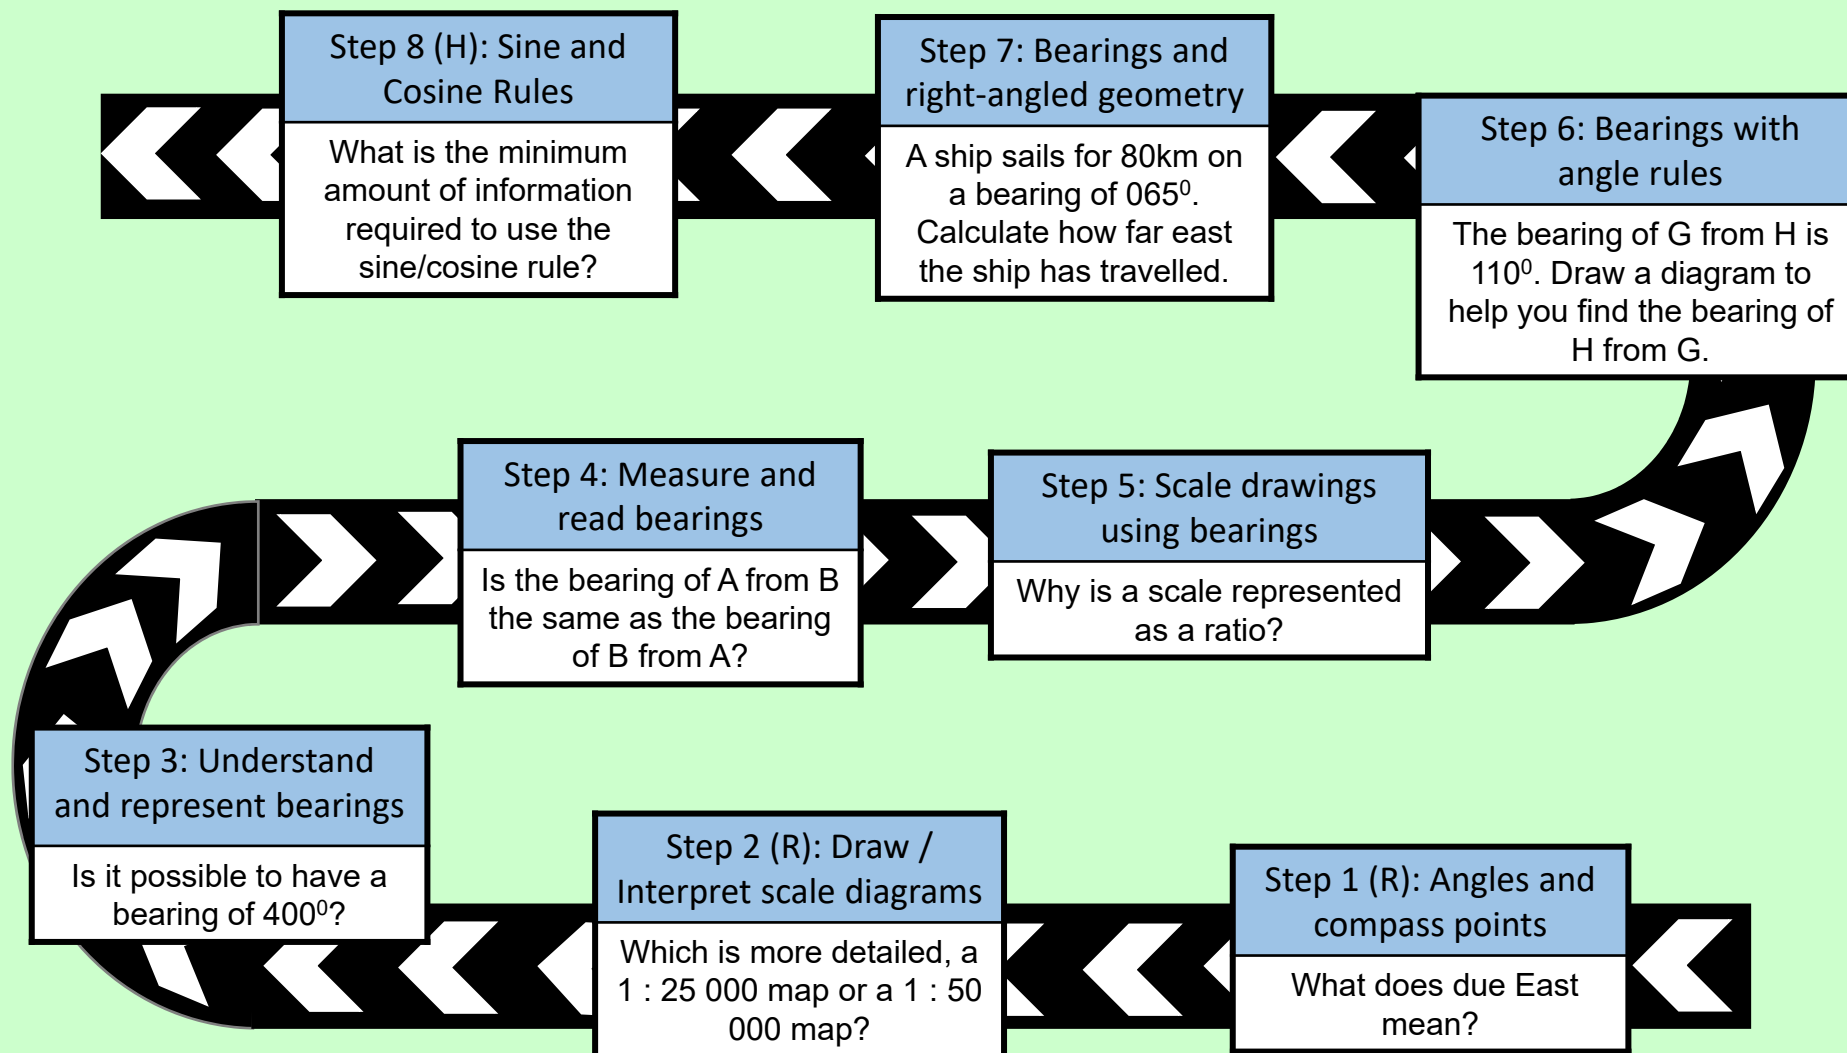 Step 8 (H): Sine and
Cosine Rules
What is the minimum
amount of information
required to use the
sine/cosine rule?
Step 7: Bearings and
right-angled geometry
A ship sails for 80km on
a bearing of 065⁰.
Calculate how far east
the ship has travelled.
Step 6: Bearings with
angle rules
The bearing of G from H is
110⁰. Draw a diagram to
help you find the bearing of
H from G.
Step 4: Measure and
read bearings
Is the bearing of A from B
the same as the bearing
of B from A?
Step 5: Scale drawings
using bearings
Why is a scale represented
as a ratio?
Step 3: Understand
and represent bearings
Is it possible to have a
bearing of 400⁰?
Step 2 (R): Draw /
Interpret scale diagrams
Which is more detailed, a
1 : 25 000 map or a 1 : 50
000 map?
Step 1 (R): Angles and
compass points
What does due East
mean?